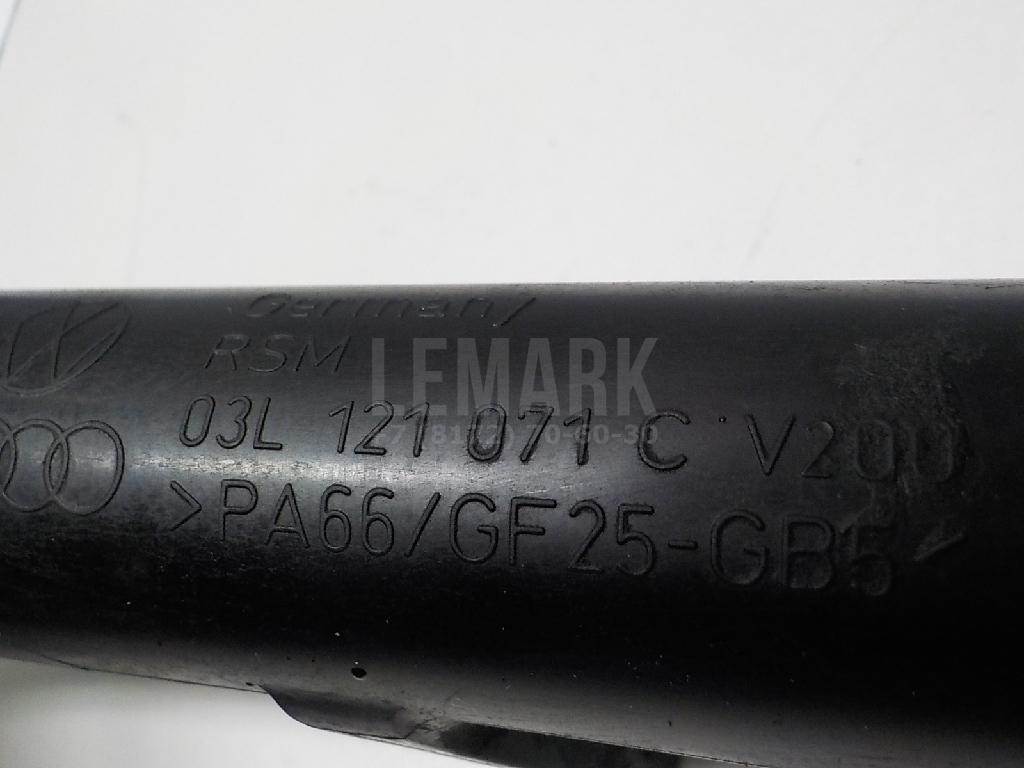 Germany
RSM
LEMARK
03L 121 071 C V200
>PA66/GF25-GB5<